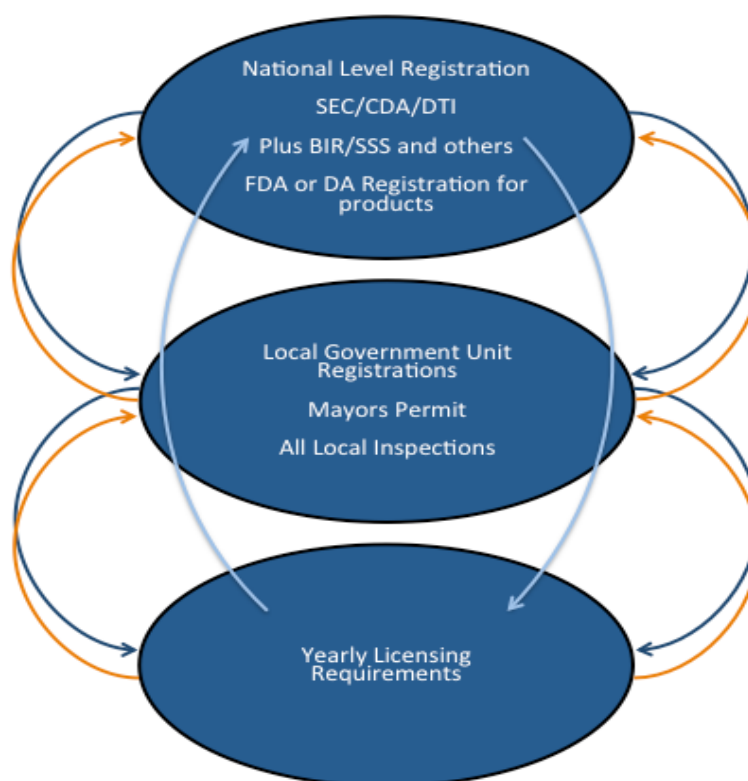 National Level Registration
SEC/CDA/DTI
Plus BIR/SSS and others
FDA or DA Registration for
products
Local Government Unit
Registrations
Mayors Permit
All Local Inspections
Yearly Licensing
Requirements